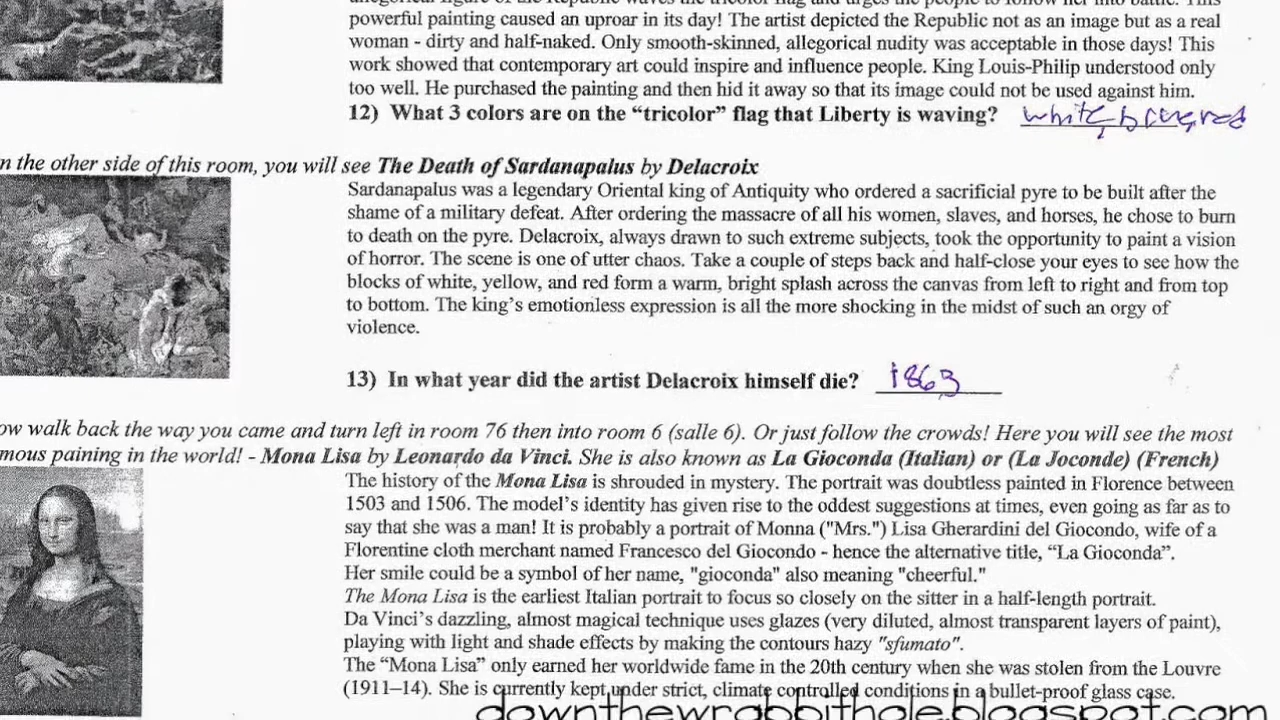 powerful painting caused an uproar in its day! The artist depicted the Republic not as an image but as a real
woman - dirty and half-naked. Only smooth-skinned, allegorical nudity was acceptable in those days! This
work showed that contemporary art could inspire and influence people. King Louis-Philip understood only
too well. He purchased the painting and then hid it away so that its image could not be used against him.
12) What 3 colors are on the “tricolor” flag that Liberty is waving? white, blue, red
n the other side of this room, you will see The Death of Sardanapalus by Delacroix
Sardanapalus was a legendary Oriental king of Antiquity who ordered a sacrificial pyre to be built after the
shame of a military defeat. After ordering the massacre of all his women, slaves, and horses, he chose to burn
to death on the pyre. Delacroix, always drawn to such extreme subjects, took the opportunity to paint a vision
of horror. The scene is one of utter chaos. Take a couple of steps back and half-close your eyes to see how the
blocks of white, yellow, and red form a warm, bright splash across the canvas from left to right and from top
to bottom. The king’s emotionless expression is all the more shocking in the midst of such an orgy of
violence.
13) In what year did the artist Delacroix himself die? 1863
ow walk back the way you came and turn left in room 76 then into room 6 (salle 6). Or just follow the crowds! Here you will see the most
mous paining in the world! - Mona Lisa by Leonardo da Vinci. She is also known as La Gioconda (Italian) or (La Joconde) (French)
The history of the Mona Lisa is shrouded in mystery. The portrait was doubtless painted in Florence between
1503 and 1506. The model’s identity has given rise to the oddest suggestions at times, even going as far as to
say that she was a man! It is probably a portrait of Monna ("Mrs.") Lisa Gherardini del Giocondo, wife of a
Florentine cloth merchant named Francesco del Giocondo - hence the alternative title, “La Gioconda”.
Her smile could be a symbol of her name, "gioconda" also meaning "cheerful."
The Mona Lisa is the earliest Italian portrait to focus so closely on the sitter in a half-length portrait.
Da Vinci’s dazzling, almost magical technique uses glazes (very diluted, almost transparent layers of paint),
playing with light and shade effects by making the contours hazy "sfumato".
The “Mona Lisa” only earned her worldwide fame in the 20th century when she was stolen from the Louvre
(1911–14). She is currently kept under strict, climate controlled conditions in a bullet-proof glass case.
downtherabbithole.blogspot.com